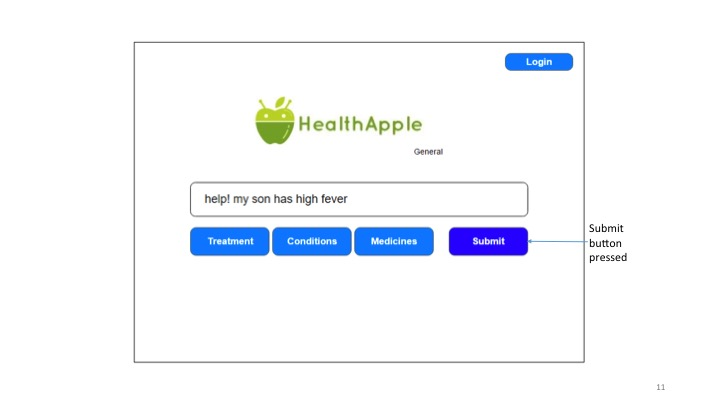 Login
HealthApple
General
help! my son has high fever
Treatment
Conditions
Medicines
Submit
Submit
button
pressed
11